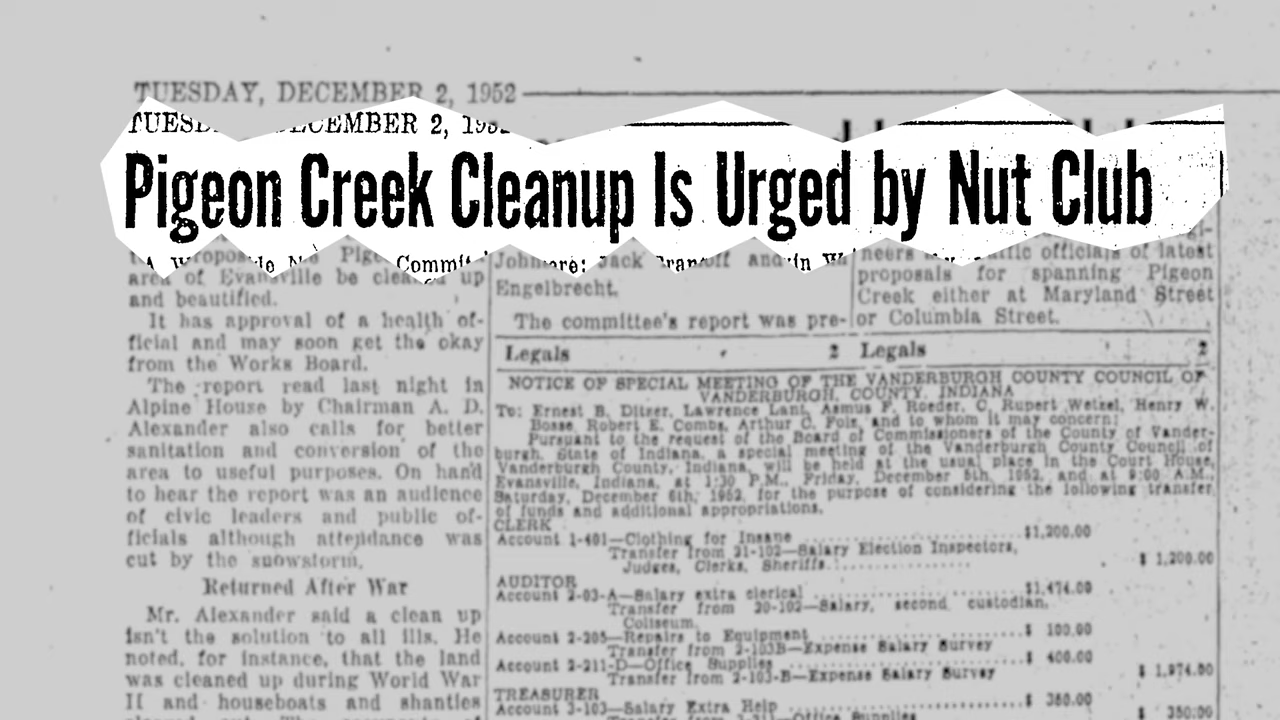 TUESDAY, DECEMBER 2, 1952
Pigeon Creek Cleanup Is Urged by Nut Club
area of Evansville be cleaned up
and beautified.
It has approval of a health of-
ficial and may soon get the okay
from the Works Board.
The report read last night in
Alpine House by Chairman A. D.
Alexander also calls for better
sanitation and conversion of the
area to useful purposes. On hand
to hear the report was an audience
of civic leaders and public of-
ficials although attendance was
cut by the snowstorm.
Returned After War
Mr. Alexander said a clean up
isn't the solution to all ills. He
noted, for instance, that the land
was cleaned up during World War
II and houseboats and shanties
Engelbrecht.
The committee's report was pre-
officials of latest
proposals for spanning Pigeon
Creek either at Maryland Street
or Columbia Street.
Legals 2 Legals 2
NOTICE OF SPECIAL MEETING OF THE VANDERBURGH COUNTY COUNCIL OF
VANDERBURGH, COUNTY, INDIANA
To: Ernest B. Ditzer, Lawrence Lant, Asmus F. Roeder, C. Rupert Wetzel, Henry W.
Bosse, Robert E. Combs, Arthur C. Fois, and to whom it may concern:
Pursuant to the request of the Board of Commissioners of the County of Vander-
burgh, State of Indiana, a special meeting of the Vanderburgh County Council of
Vanderburgh County, Indiana, will be held at the usual place in the Court House,
Evansville, Indiana, at 1:30 P.M., Friday, December 5th, 1952, and at 9:00 A.M.,
Saturday, December 6th, 1952, for the purpose of considering the following transfer
of funds and additional appropriations.
CLERK
Account 1-401—Clothing for Insane $1,200.00
Transfer from 21-102—Salary Election Inspectors,
Judges, Clerks, Sheriffs $ 1,200.00
AUDITOR
Account 2-03-A—Salary extra clerical $1,474.00
Transfer from 20-102—Salary, second custodian,
Coliseum.
Account 2-205—Repairs to Equipment $ 100.00
Transfer from 2-103B—Expense Salary Survey
Account 2-211-D—Office Supplies $ 400.00
Transfer from 2-103-B—Expense Salary Survey $ 1,974.00
TREASURER
Account 3-103—Salary Extra Help $ 350.00
Office Supplies $ 350.00